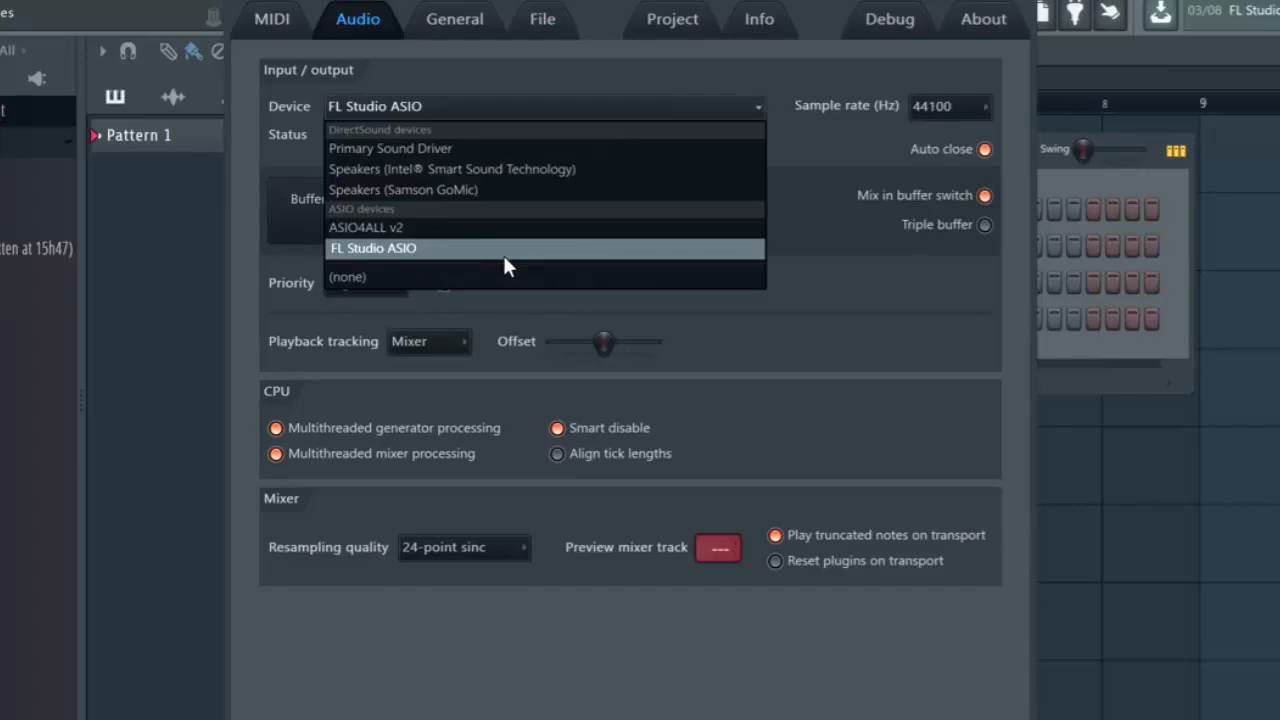 es
MIDI
Audio
General
File
Project
Info
Debug
About
03/08 FL Studio
All
Input / output
Device
FL Studio ASIO
Sample rate (Hz)
44100
8
9
t
DirectSound devices
Pattern 1
Status
Primary Sound Driver
Auto close
Swing
Speakers (Intel® Smart Sound Technology)
Speakers (Samson GoMic)
Mix in buffer switch
Buffer
ASIO devices
ASIO4ALL v2
Triple buffer
tten at 15h47)
FL Studio ASIO
(none)
Priority
Playback tracking
Mixer
Offset
CPU
Multithreaded generator processing
Smart disable
Multithreaded mixer processing
Align tick lengths
Mixer
Resampling quality
24-point sinc
Preview mixer track
---
Play truncated notes on transport
Reset plugins on transport